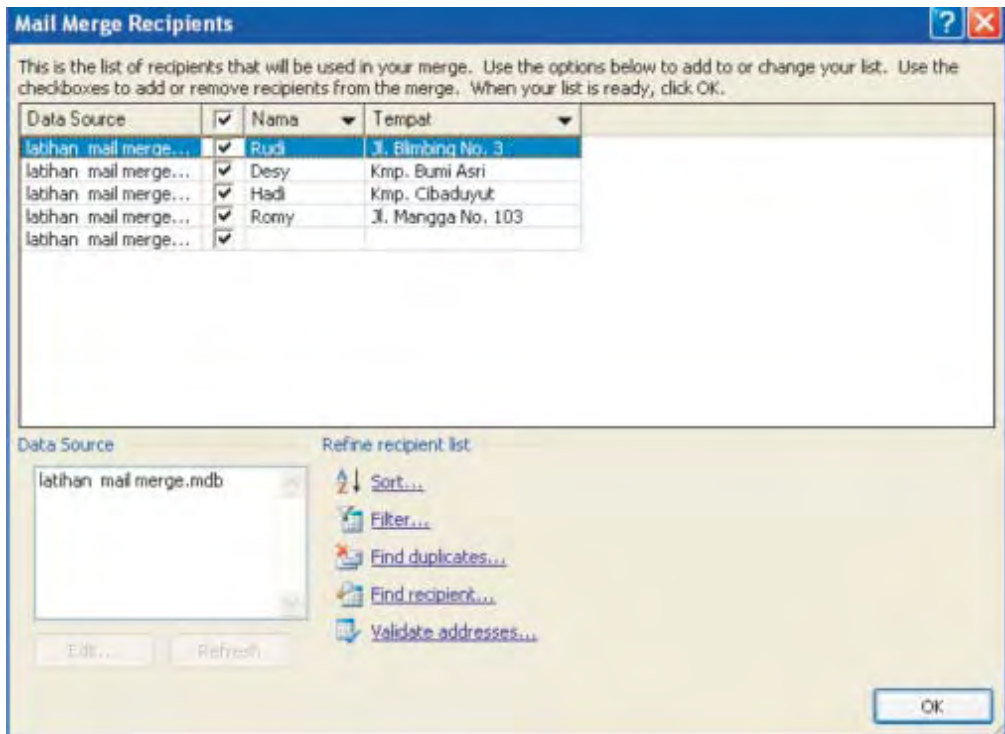 Mail Merge Recipients
This is the list of recipients that will be used in your merge. Use the options below to add to or change your list. Use the
checkboxes to add or remove recipients from the merge. When your list is ready, click OK.
Data Source Nama Tempat
latihan mail merge... Rudi Jl. Blimbing No. 3
latihan mail merge... Desy Kmp. Bumi Asri
latihan mail merge... Hadi Kmp. Cibaduyut
latihan mail merge... Romy Jl. Mangga No. 103
latihan mail merge...
Data Source
latihan mail merge.mdb
Edit...
Refresh
Refine recipient list
Sort...
Filter...
Find duplicates...
Find recipient...
Validate addresses...
OK